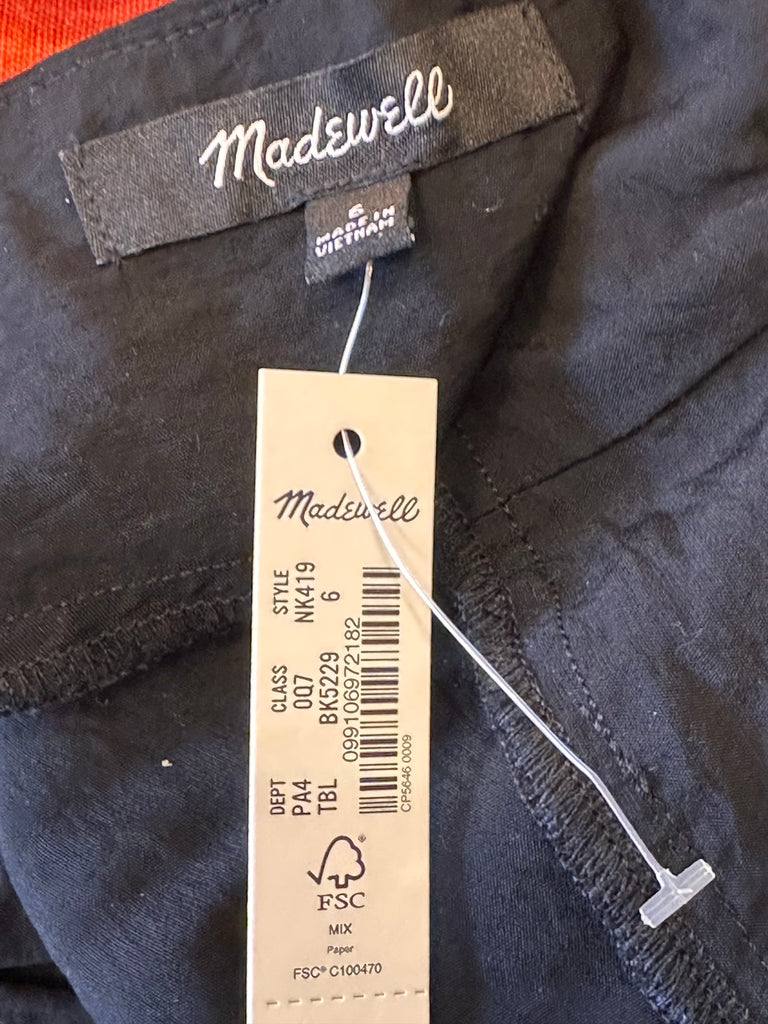 Madewell
6
MADE IN
VIETNAM
Madewell
STYLE
NK419
6
CLASS
0Q7
BK5229
DEPT
PA4
TBL
099106972182
CP5646 0009
FSC
MIX
Paper
FSC® C100470